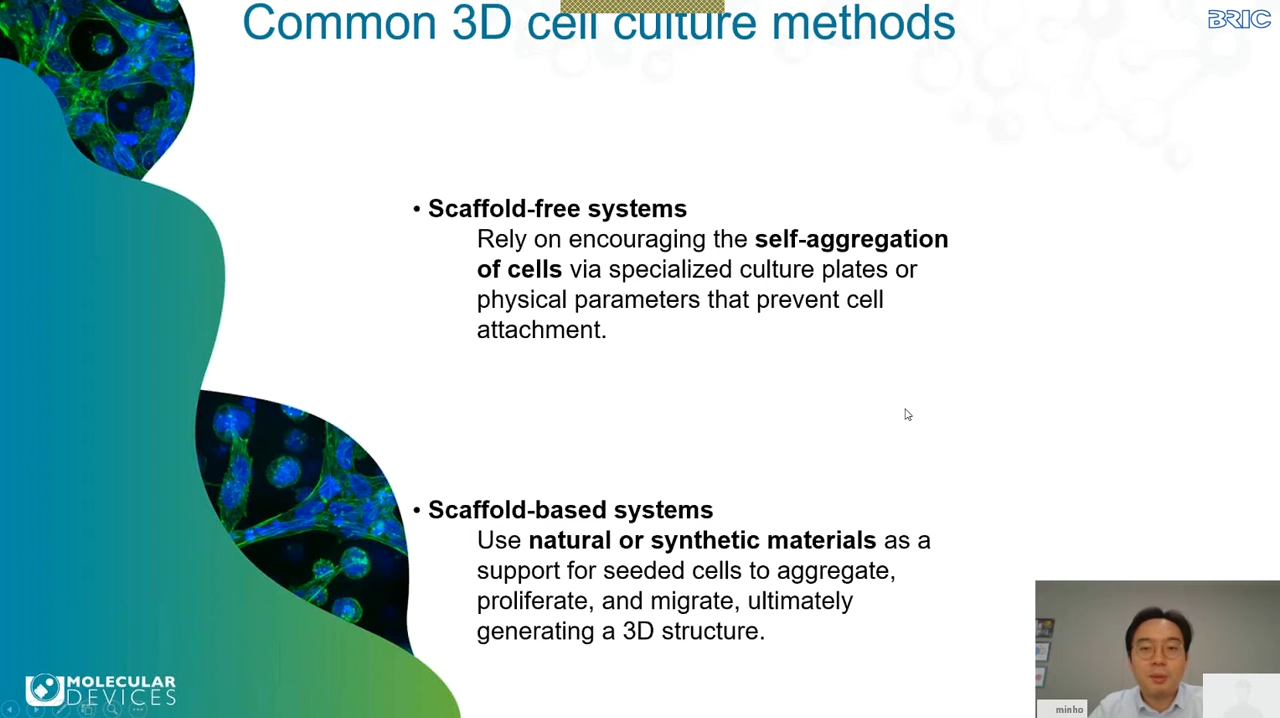 Common 3D cell culture methods
BRIC
• Scaffold-free systems
Rely on encouraging the self-aggregation
of cells via specialized culture plates or
physical parameters that prevent cell
attachment.
• Scaffold-based systems
Use natural or synthetic materials as a
support for seeded cells to aggregate,
proliferate, and migrate, ultimately
generating a 3D structure.
MOLECULAR
DEVICES
minho